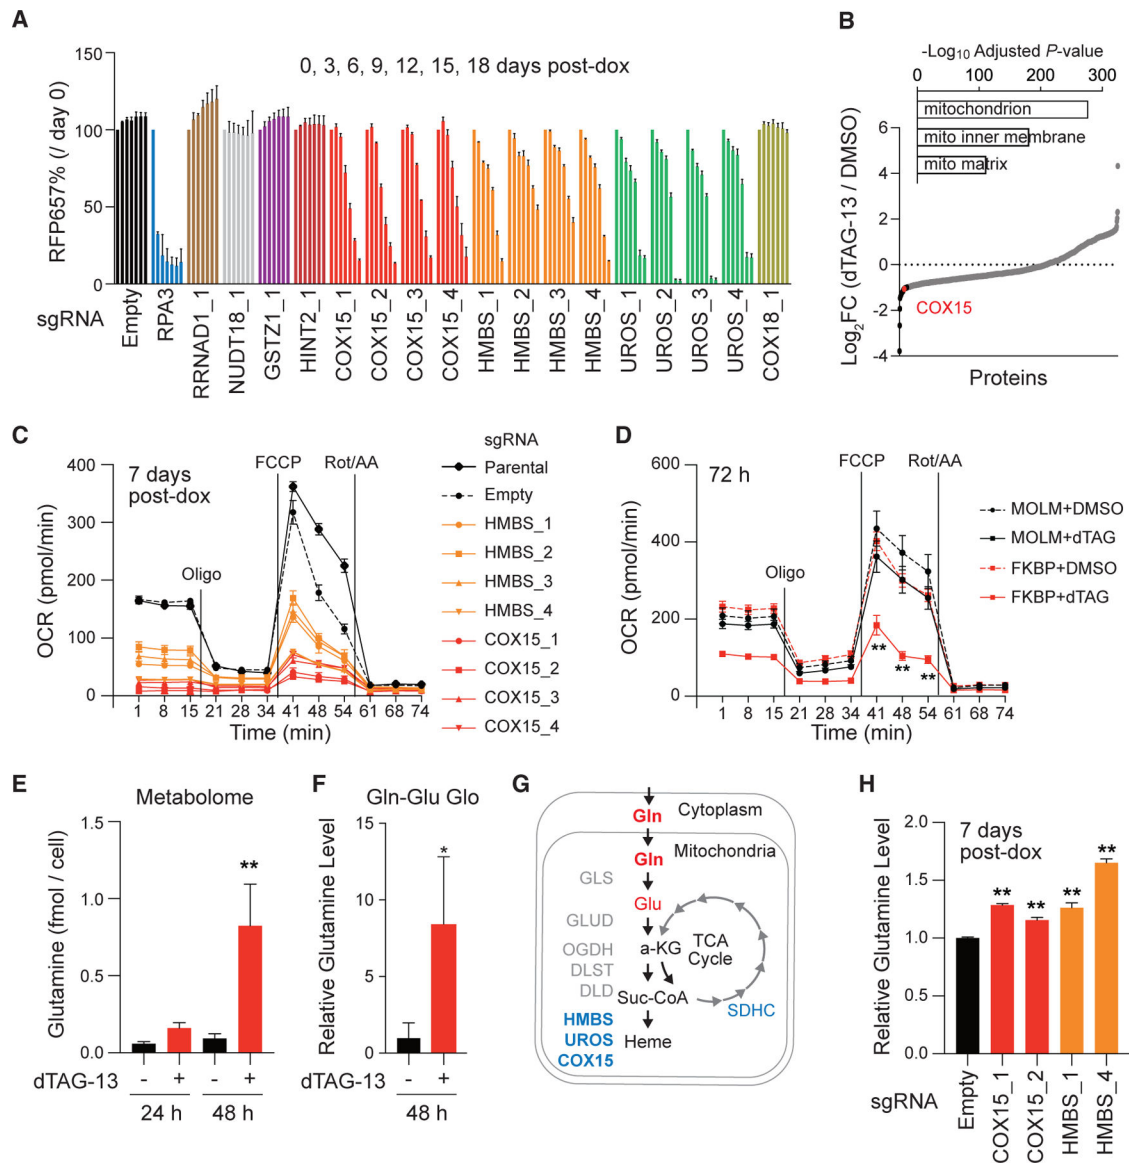 A
0, 3, 6, 9, 12, 15, 18 days post-dox
RFP657% (/ day 0)
150
100
50
0
sgRNA
Empty
RPA3
RRNAD1_1
NUDT18_1
GSTZ1_1
HINT2_1
COX15_1
COX15_2
COX15_3
COX15_4
HMBS_1
HMBS_2
HMBS_3
HMBS_4
UROS_1
UROS_2
UROS_3
UROS_4
COX18_1
B
-Log10 Adjusted P-value
0 100 200 300
mitochondrion
mito inner membrane
mito matrix
Log2FC (dTAG-13 / DMSO)
6
4
2
0
-2
-4
COX15
Proteins
C
7 days
post-dox
OCR (pmol/min)
400
300
200
100
0
Oligo
FCCP
Rot/AA
1 8 15 21 28 34 41 48 54 61 68 74
Time (min)
sgRNA
Parental
Empty
HMBS_1
HMBS_2
HMBS_3
HMBS_4
COX15_1
COX15_2
COX15_3
COX15_4
D
72 h
OCR (pmol/min)
600
400
200
0
Oligo
FCCP
Rot/AA
**
**
**
1 8 15 21 28 34 41 48 54 61 68 74
Time (min)
MOLM+DMSO
MOLM+dTAG
FKBP+DMSO
FKBP+dTAG
E
Metabolome
Glutamine (fmol / cell)
1.5
1.0
0.5
0.0
**
dTAG-13 - + - +
24 h 48 h
F
Gln-Glu Glo
Relative Glutamine Level
15
10
5
0
*
dTAG-13 - +
48 h
G
Cytoplasm
Gln
Mitochondria
Gln
GLS
Glu
GLUD
a-KG
TCA
Cycle
OGDH
DLST
DLD
Suc-CoA
SDHC
HMBS
UROS
COX15
Heme
H
7 days
post-dox
Relative Glutamine Level
2.0
1.5
1.0
0.5
0.0
**
**
**
**
sgRNA
Empty
COX15_1
COX15_2
HMBS_1
HMBS_4